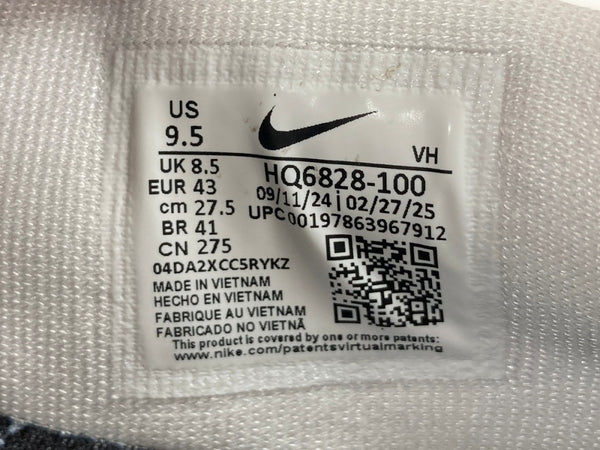 US
9.5
VH
UK 8.5
HQ6828-100
EUR 43
09/11/24 | 02/27/25
cm 27.5
UPC00197863967912
BR 41
CN 275
04DA2XCC5RYKZ
MADE IN VIETNAM
HECHO EN VIETNAM
FABRIQUE AU VIETNAM
FABRICADO NO VIETNÃ
This product is covered by one or more patents:
www.nike.com/patentsvirtualmarking